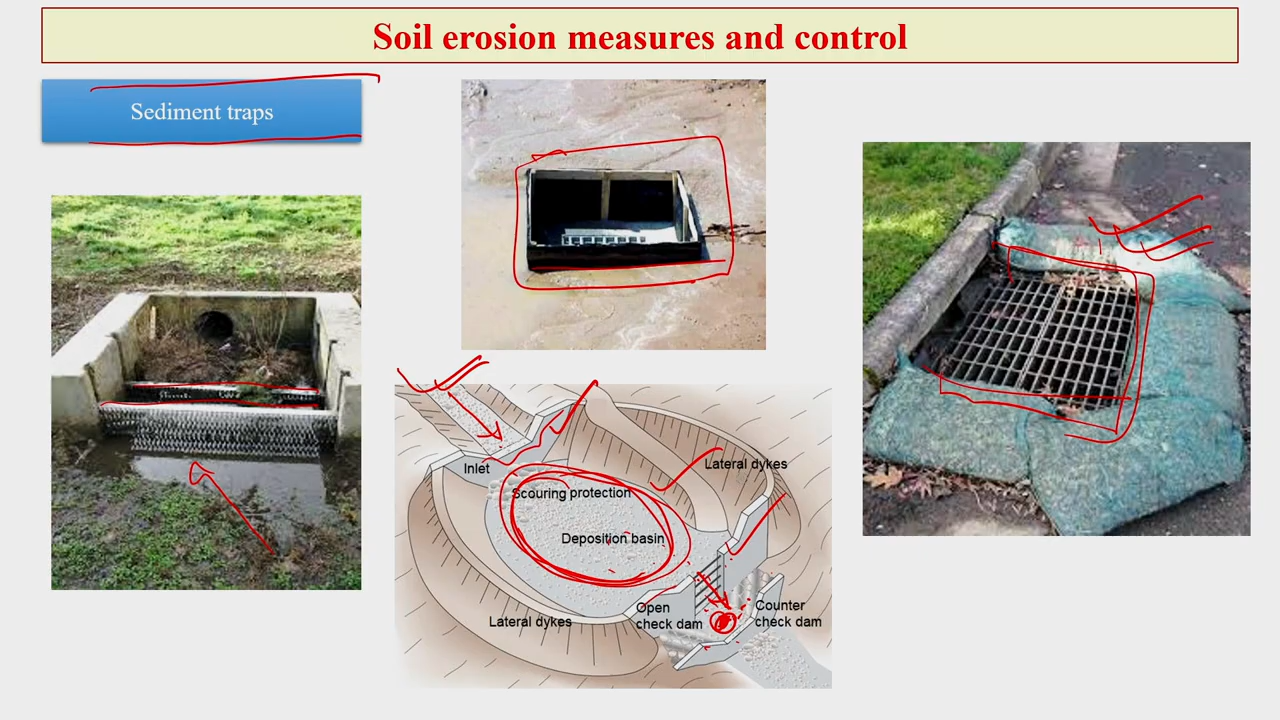 Soil erosion measures and control
Sediment traps
Inlet
Lateral dykes
Scouring protection
Deposition basin
Lateral dykes
Open
check dam
Counter
check dam